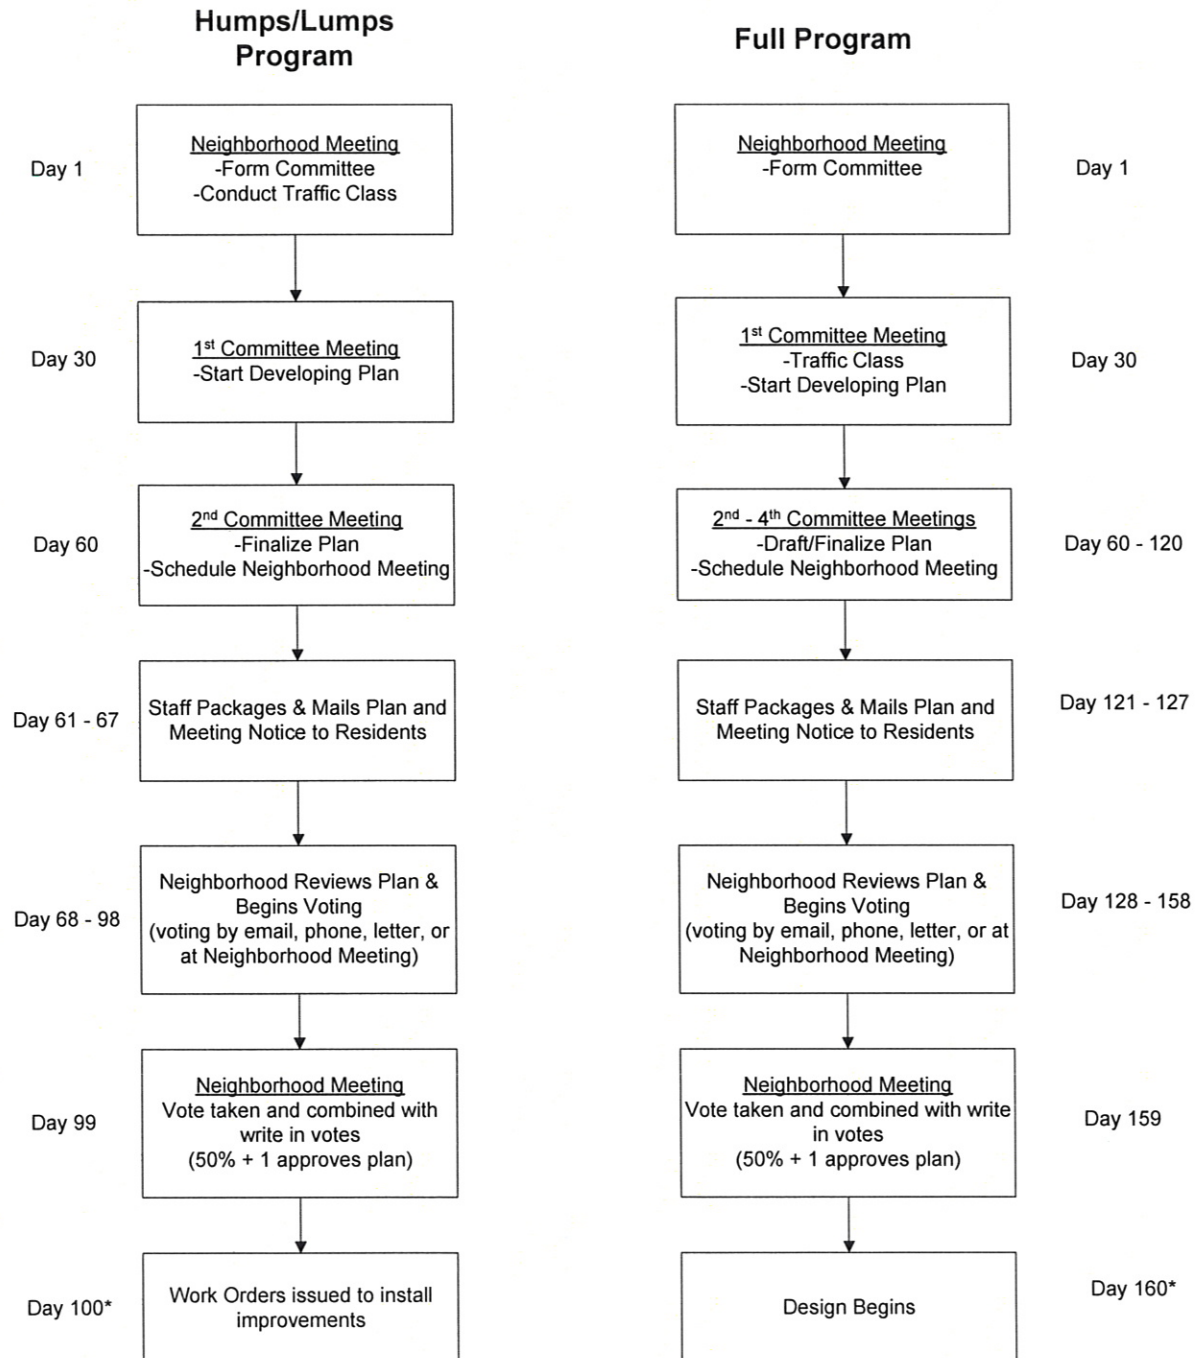 Humps/Lumps
Program
Day 1
Neighborhood Meeting
-Form Committee
-Conduct Traffic Class
Day 30
1st Committee Meeting
-Start Developing Plan
Day 60
2nd Committee Meeting
-Finalize Plan
-Schedule Neighborhood Meeting
Day 61 - 67
Staff Packages & Mails Plan and
Meeting Notice to Residents
Day 68 - 98
Neighborhood Reviews Plan &
Begins Voting
(voting by email, phone, letter, or
at Neighborhood Meeting)
Day 99
Neighborhood Meeting
Vote taken and combined with
write in votes
(50% + 1 approves plan)
Day 100*
Work Orders issued to install
improvements
Full Program
Neighborhood Meeting
-Form Committee
Day 1
1st Committee Meeting
-Traffic Class
-Start Developing Plan
Day 30
2nd - 4th Committee Meetings
-Draft/Finalize Plan
-Schedule Neighborhood Meeting
Day 60 - 120
Staff Packages & Mails Plan and
Meeting Notice to Residents
Day 121 - 127
Neighborhood Reviews Plan &
Begins Voting
(voting by email, phone, letter, or at
Neighborhood Meeting)
Day 128 - 158
Neighborhood Meeting
Vote taken and combined with write
in votes
(50% + 1 approves plan)
Day 159
Design Begins
Day 160*